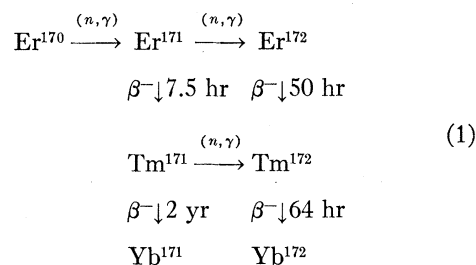 (n,γ) (n,γ)
Er¹⁷⁰ ⟶ Er¹⁷¹ ⟶ Er¹⁷²
β⁻↓7.5 hr β⁻↓50 hr
(n,γ) (1)
Tm¹⁷¹ ⟶ Tm¹⁷²
β⁻↓2 yr β⁻↓64 hr
Yb¹⁷¹ Yb¹⁷²